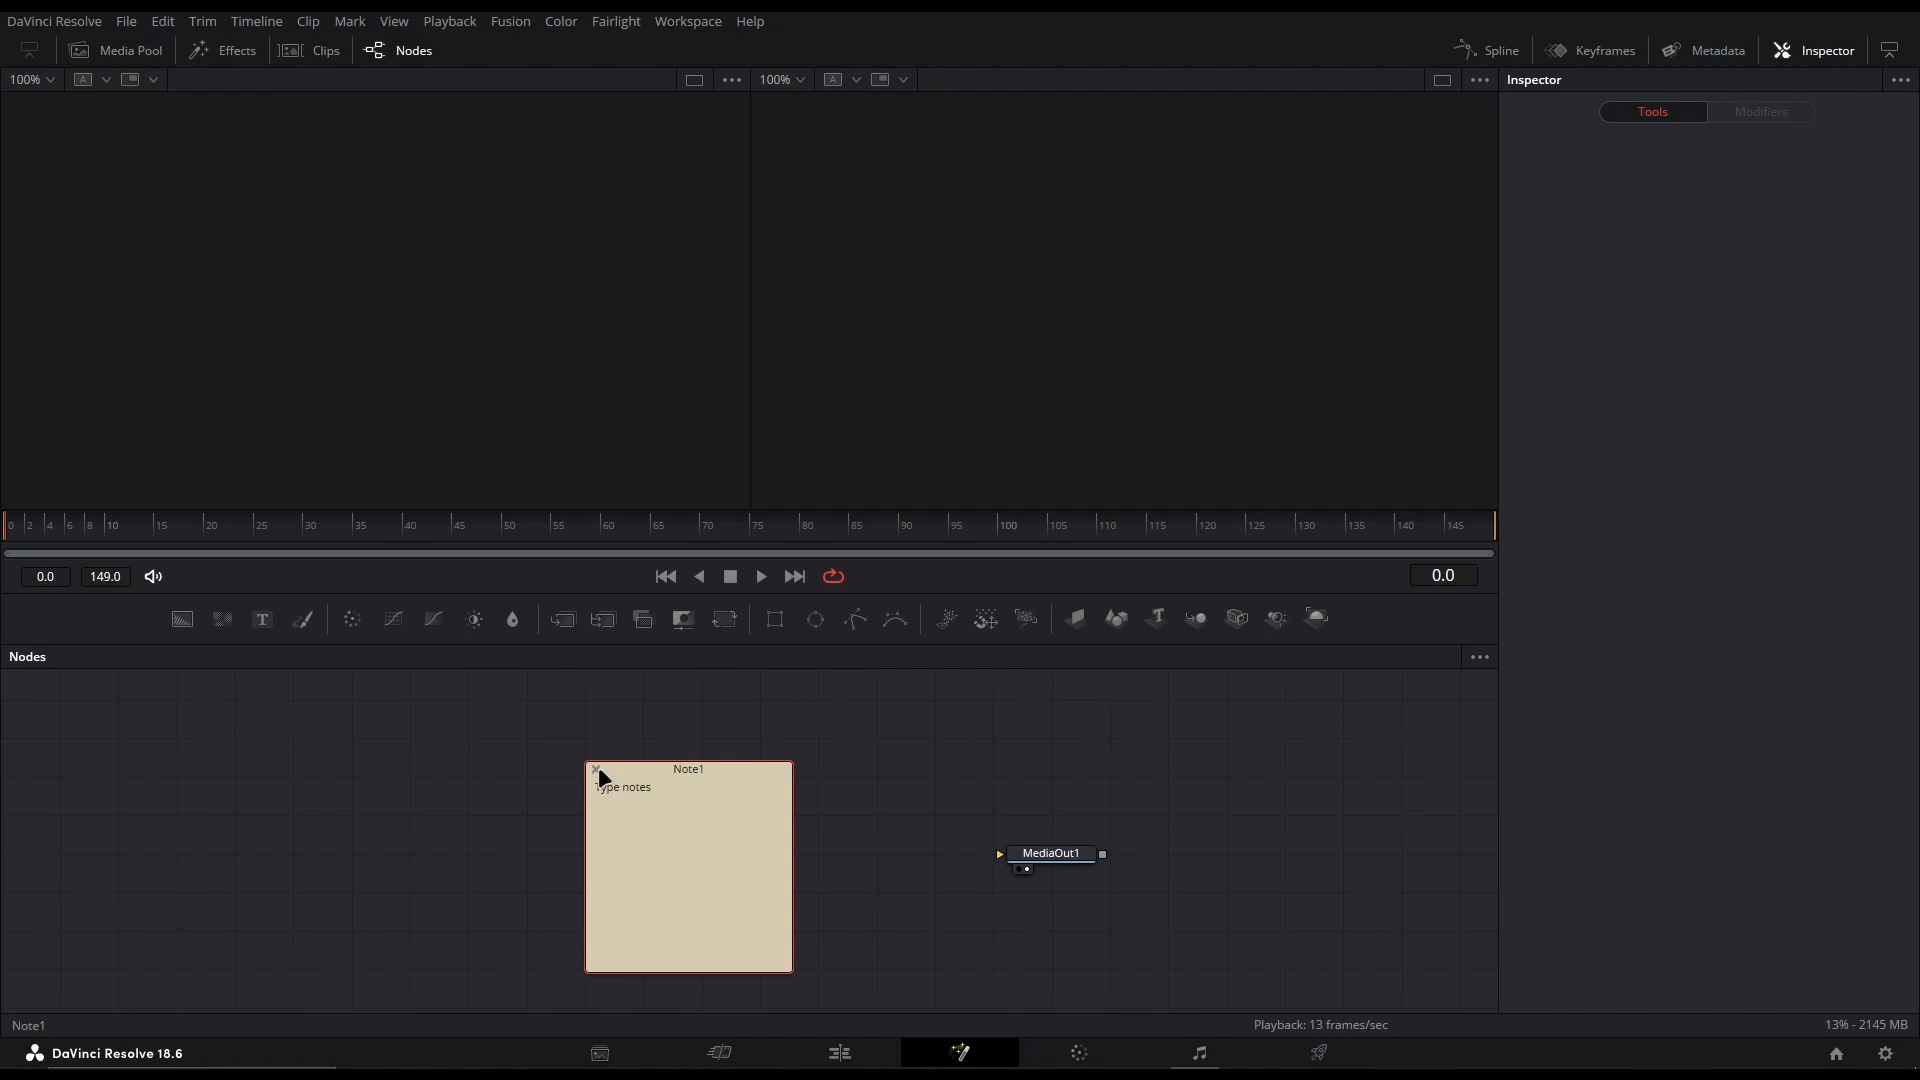 DaVinci Resolve File Edit Trim Timeline Clip Mark View Playback Fusion Color Fairlight Workspace Help
Media Pool Effects Clips Nodes Spline Keyframes Metadata Inspector
100% A 100% A Inspector
Tools Modifiers
0 2 4 6 8 10 15 20 25 30 35 40 45 50 55 60 65 70 75 80 85 90 95 100 105 110 115 120 125 130 135 140 145
0.0 149.0 0.0
T T
Nodes
Note1
Type notes
MediaOut1
Note1 Playback: 13 frames/sec 13% - 2145 MB
DaVinci Resolve 18.6